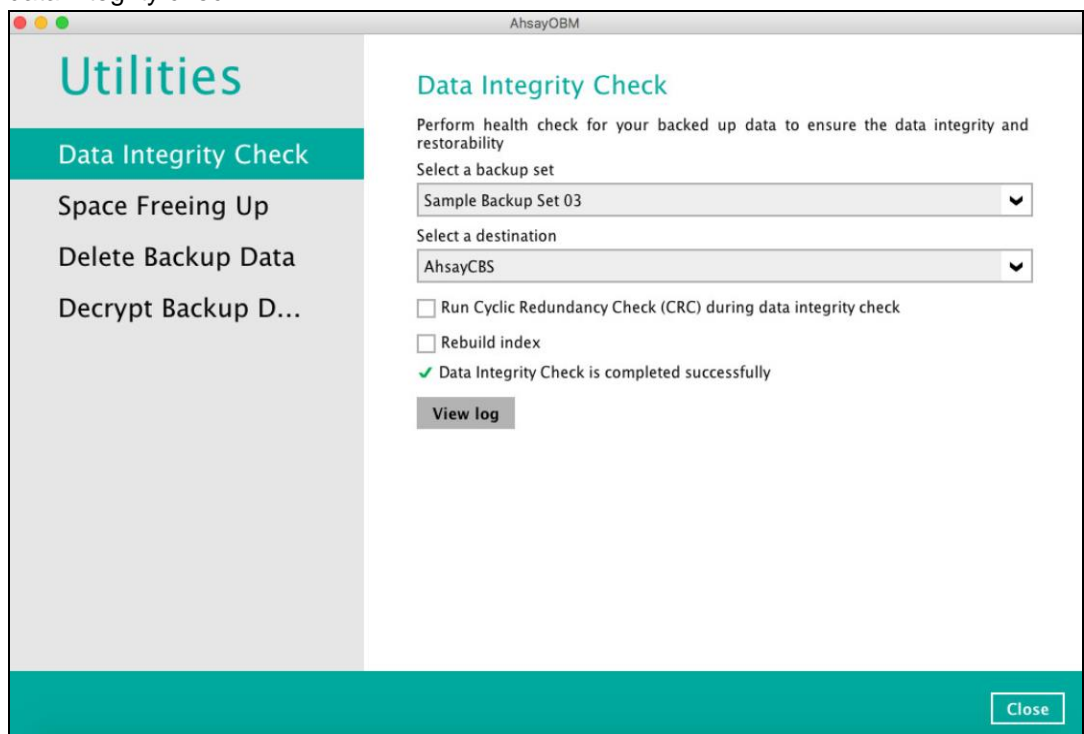 AhsayOBM
Utilities
Data Integrity Check
Space Freeing Up
Delete Backup Data
Decrypt Backup D...
Data Integrity Check
Perform health check for your backed up data to ensure the data integrity and
restorability
Select a backup set
Sample Backup Set 03
Select a destination
AhsayCBS
Run Cyclic Redundancy Check (CRC) during data integrity check
Rebuild index
Data Integrity Check is completed successfully
View log
Close